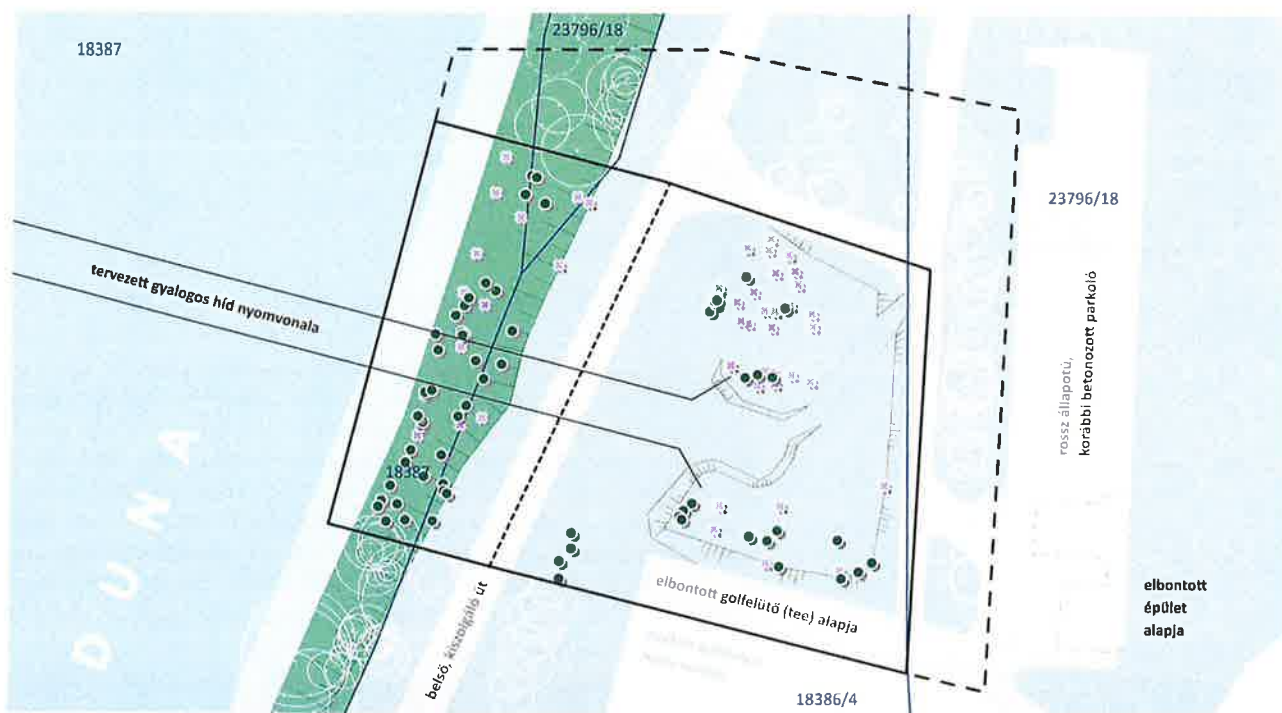 18387
23796/18
23796/18
tervezett gyalogos híd nyomvonala
rossz állapotú,
korábbi betonozott parkoló
18387
DUNA
belső, kiszolgáló út
elbontott golfelütő (tee) alapja
elbontott
épület
alapja
18386/4